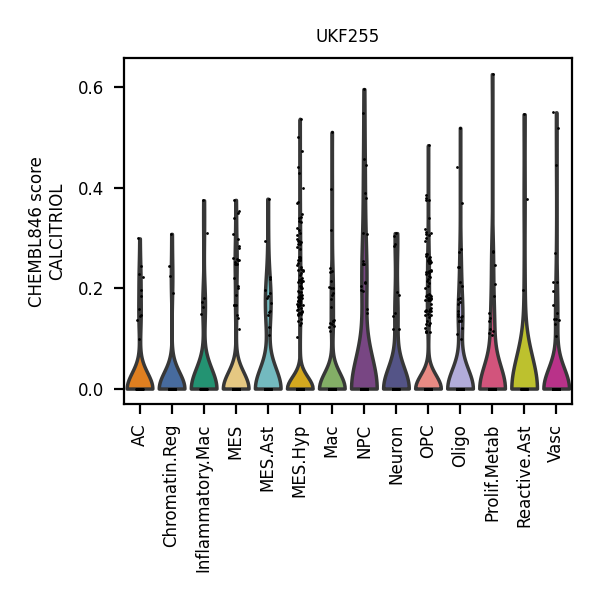 UKF255
CHEMBL846 score
CALCITRIOL
0.6
0.4
0.2
0.0
AC
Chromatin.Reg
Inflammatory.Mac
MES
MES.Ast
MES.Hyp
Mac
NPC
Neuron
OPC
Oligo
Prolif.Metab
Reactive.Ast
Vasc